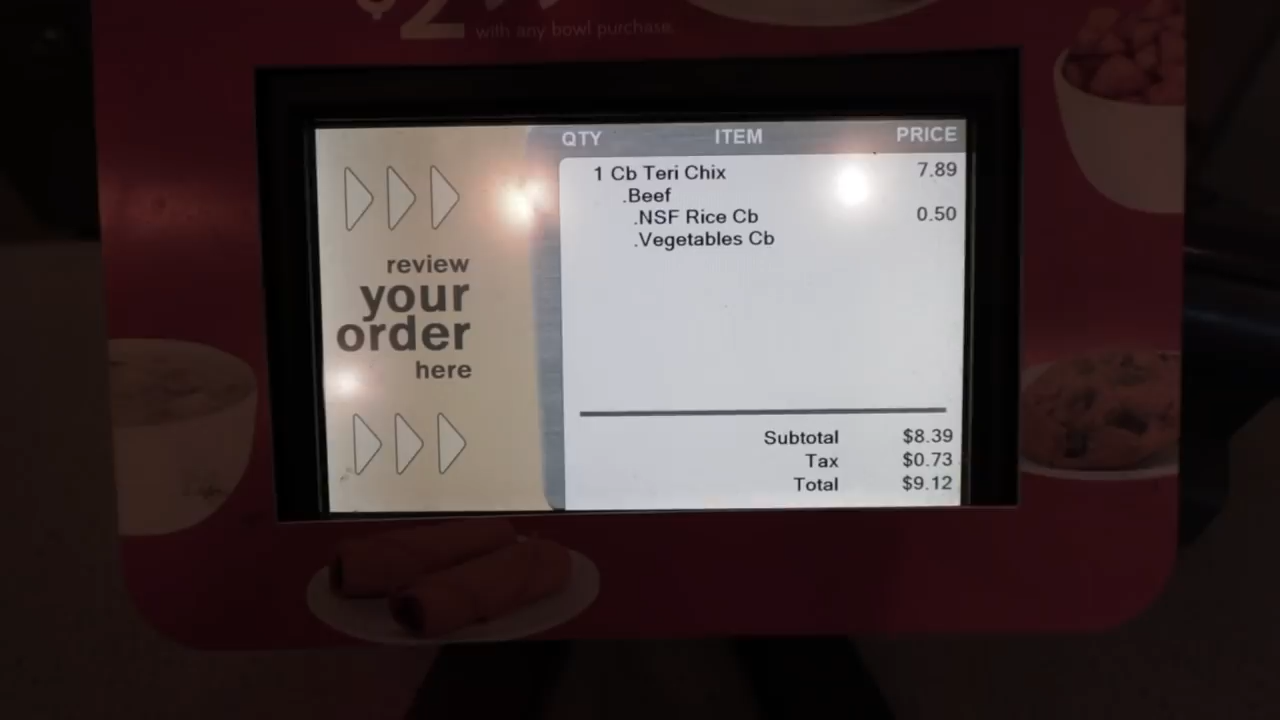 $2
with any bowl purchase.
QTY ITEM PRICE
1 Cb Teri Chix 7.89
.Beef
.NSF Rice Cb 0.50
.Vegetables Cb
review
your
order
here
Subtotal $8.39
Tax $0.73
Total $9.12